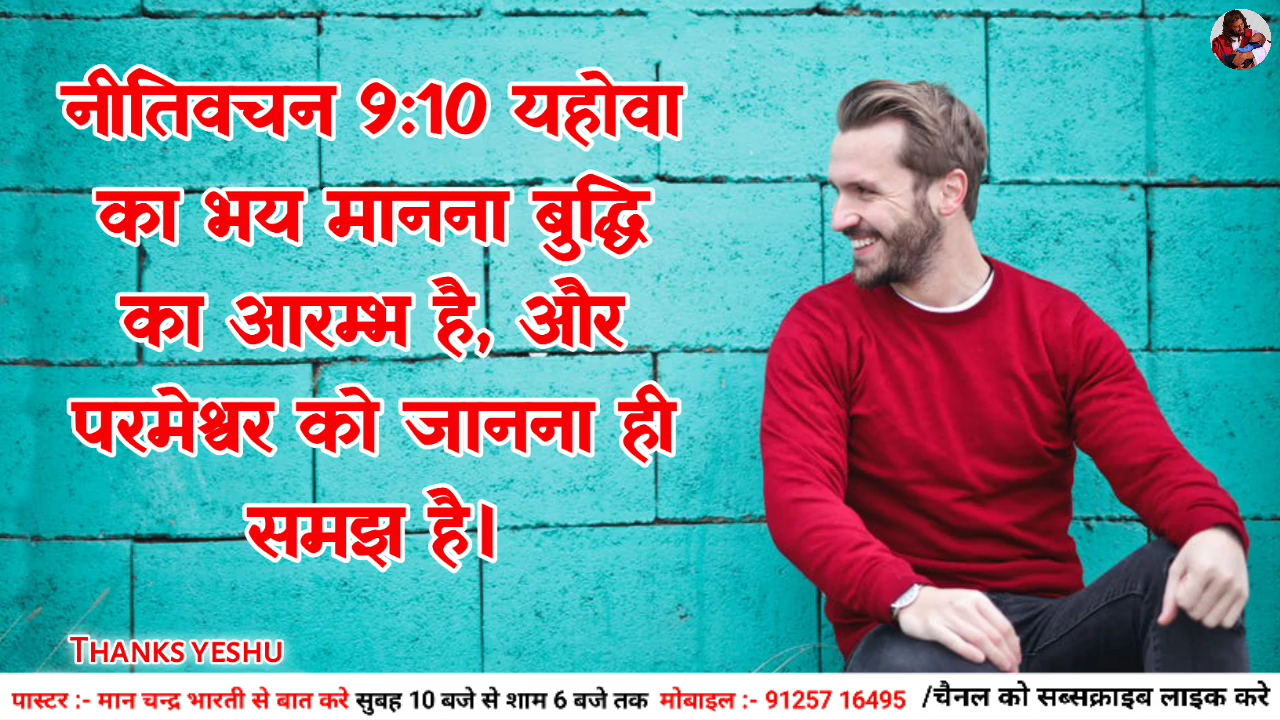 नीतिवचन 9:10 यहोवा
का भय मानना बुद्धि
का आरम्भ है, और
परमेश्वर को जानना ही
समझ है।
THANKS YESHU
पास्टर :- मान चन्द्र भारती से बात करे सुबह 10 बजे से शाम 6 बजे तक मोबाइल :- 91257 16495 /चैनल को सब्सक्राइब लाइक करे